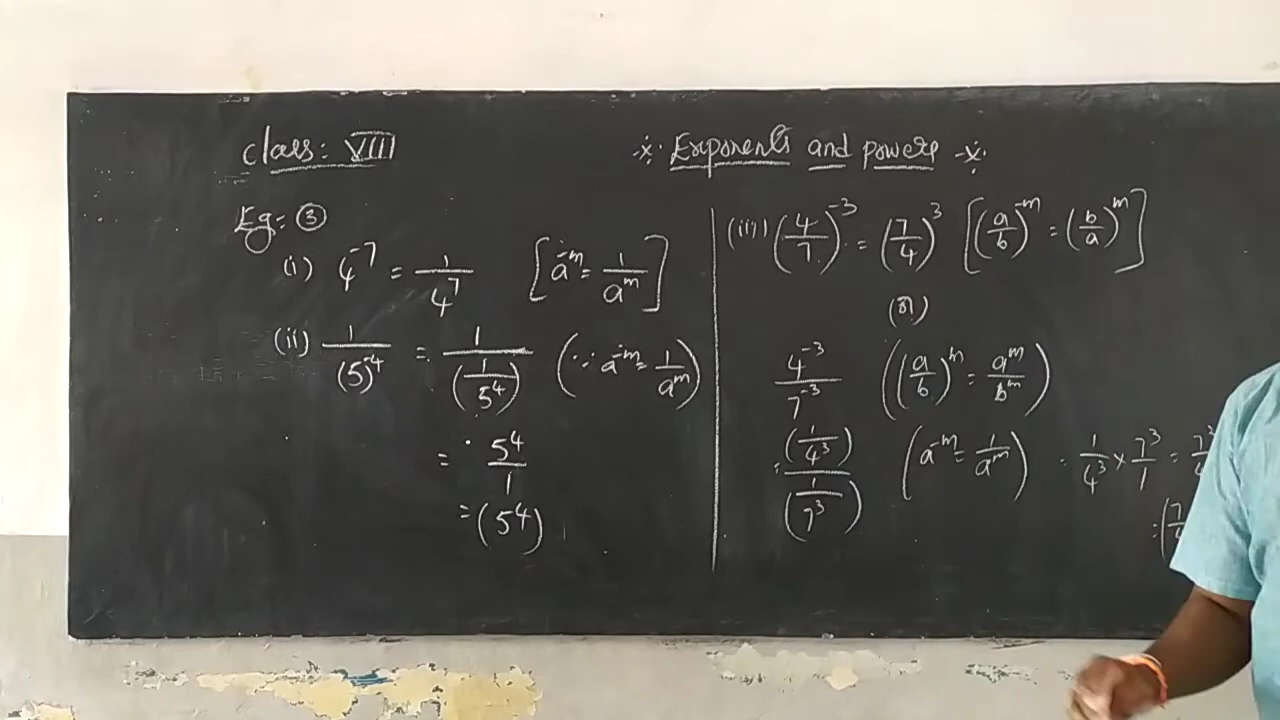 class: VIII
·x· Exponents and powers ·x·
Eg: ③
(i) 4^-7 = 1/4^7 [a^-m = 1/a^m]
(ii) 1/(5)^-4 = 1/(1/5^4) (∵ a^-m = 1/a^m)
= 5^4/1
= (5^4)
(iii) (4/7)^-3 = (7/4)^3 [(a/b)^-m = (b/a)^m]
4^-3/7^-3 ((a/b)^m = a^m/b^m)
= (1/4^3)/(1/7^3) (a^-m = 1/a^m) = 1/4^3 × 7^3/1 =